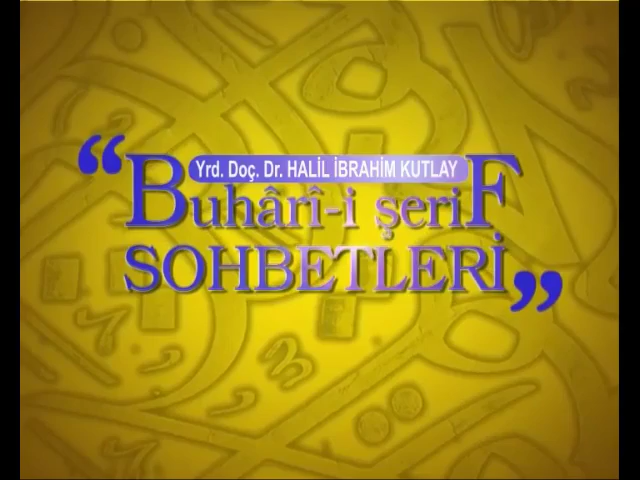 Yrd. Doç. Dr. HALİL İBRAHİM KUTLAY
“Buhârî-i şeriF
SOHBETLERİ”